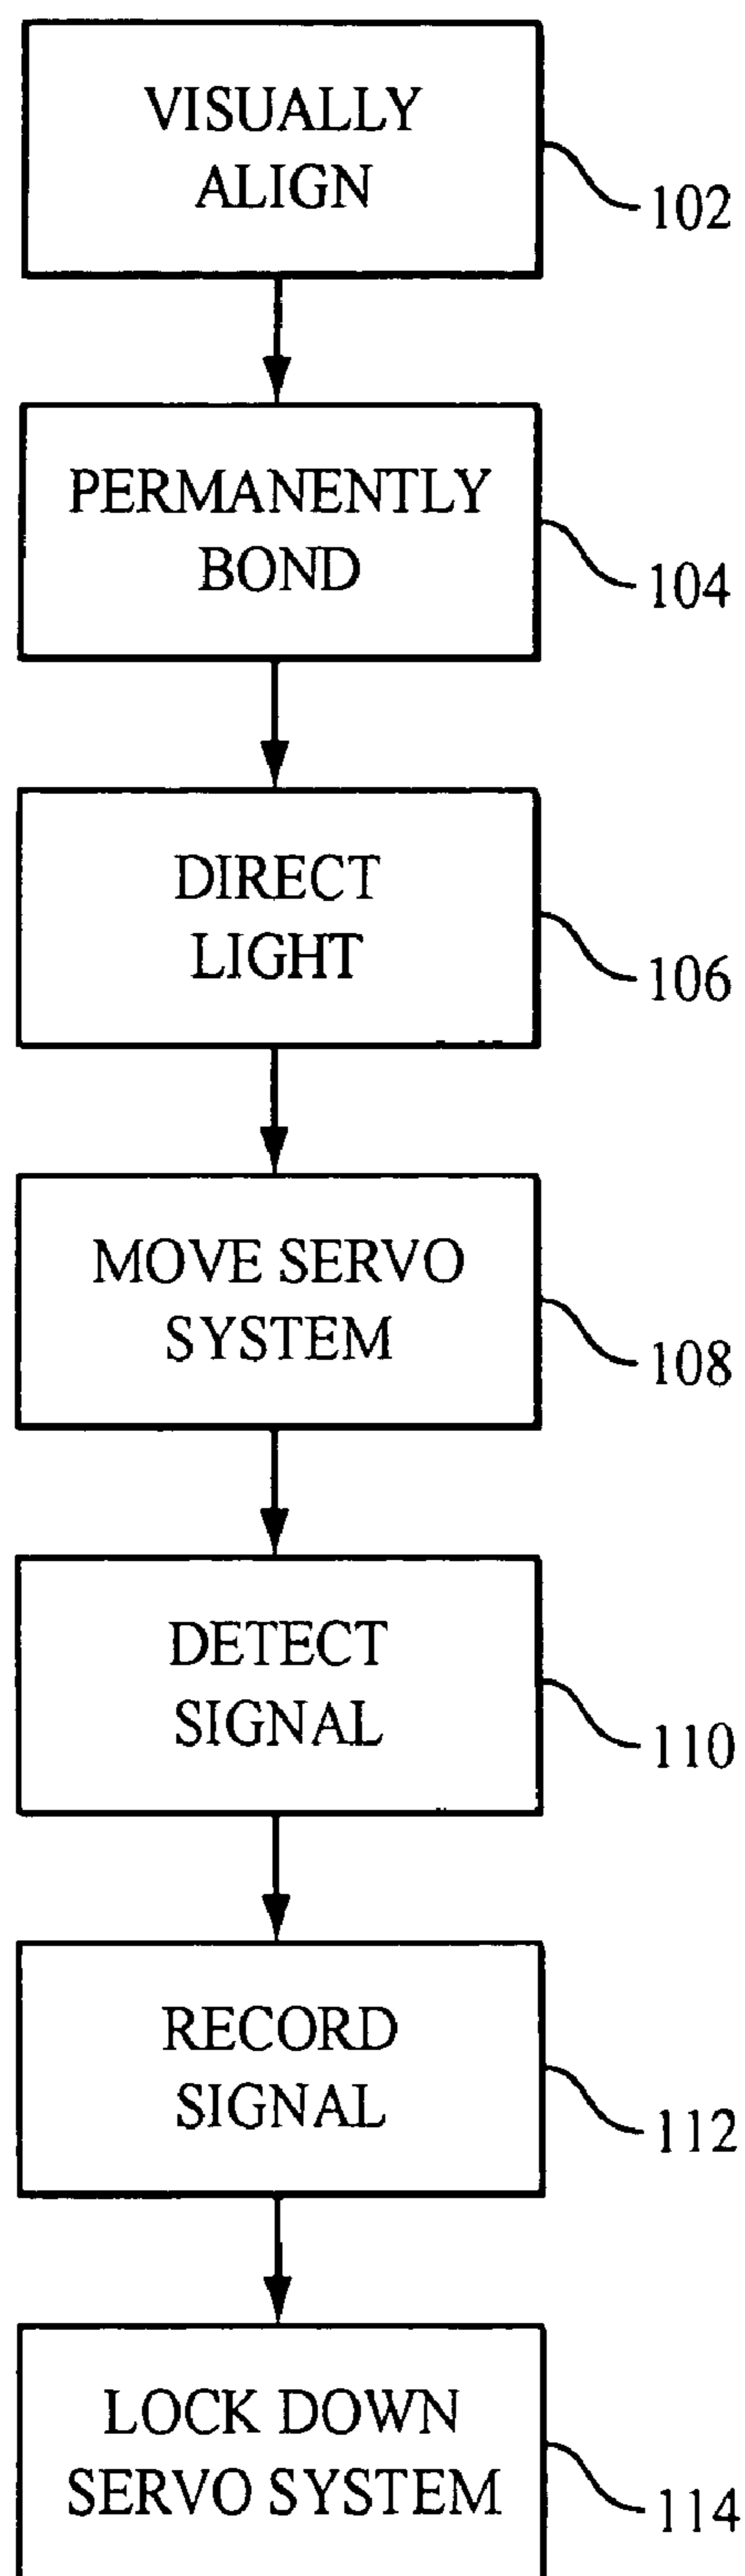 VISUALLY
ALIGN
102
PERMANENTLY
BOND
104
DIRECT
LIGHT
106
MOVE SERVO
SYSTEM
108
DETECT
SIGNAL
110
RECORD
SIGNAL
112
LOCK DOWN
SERVO SYSTEM
114